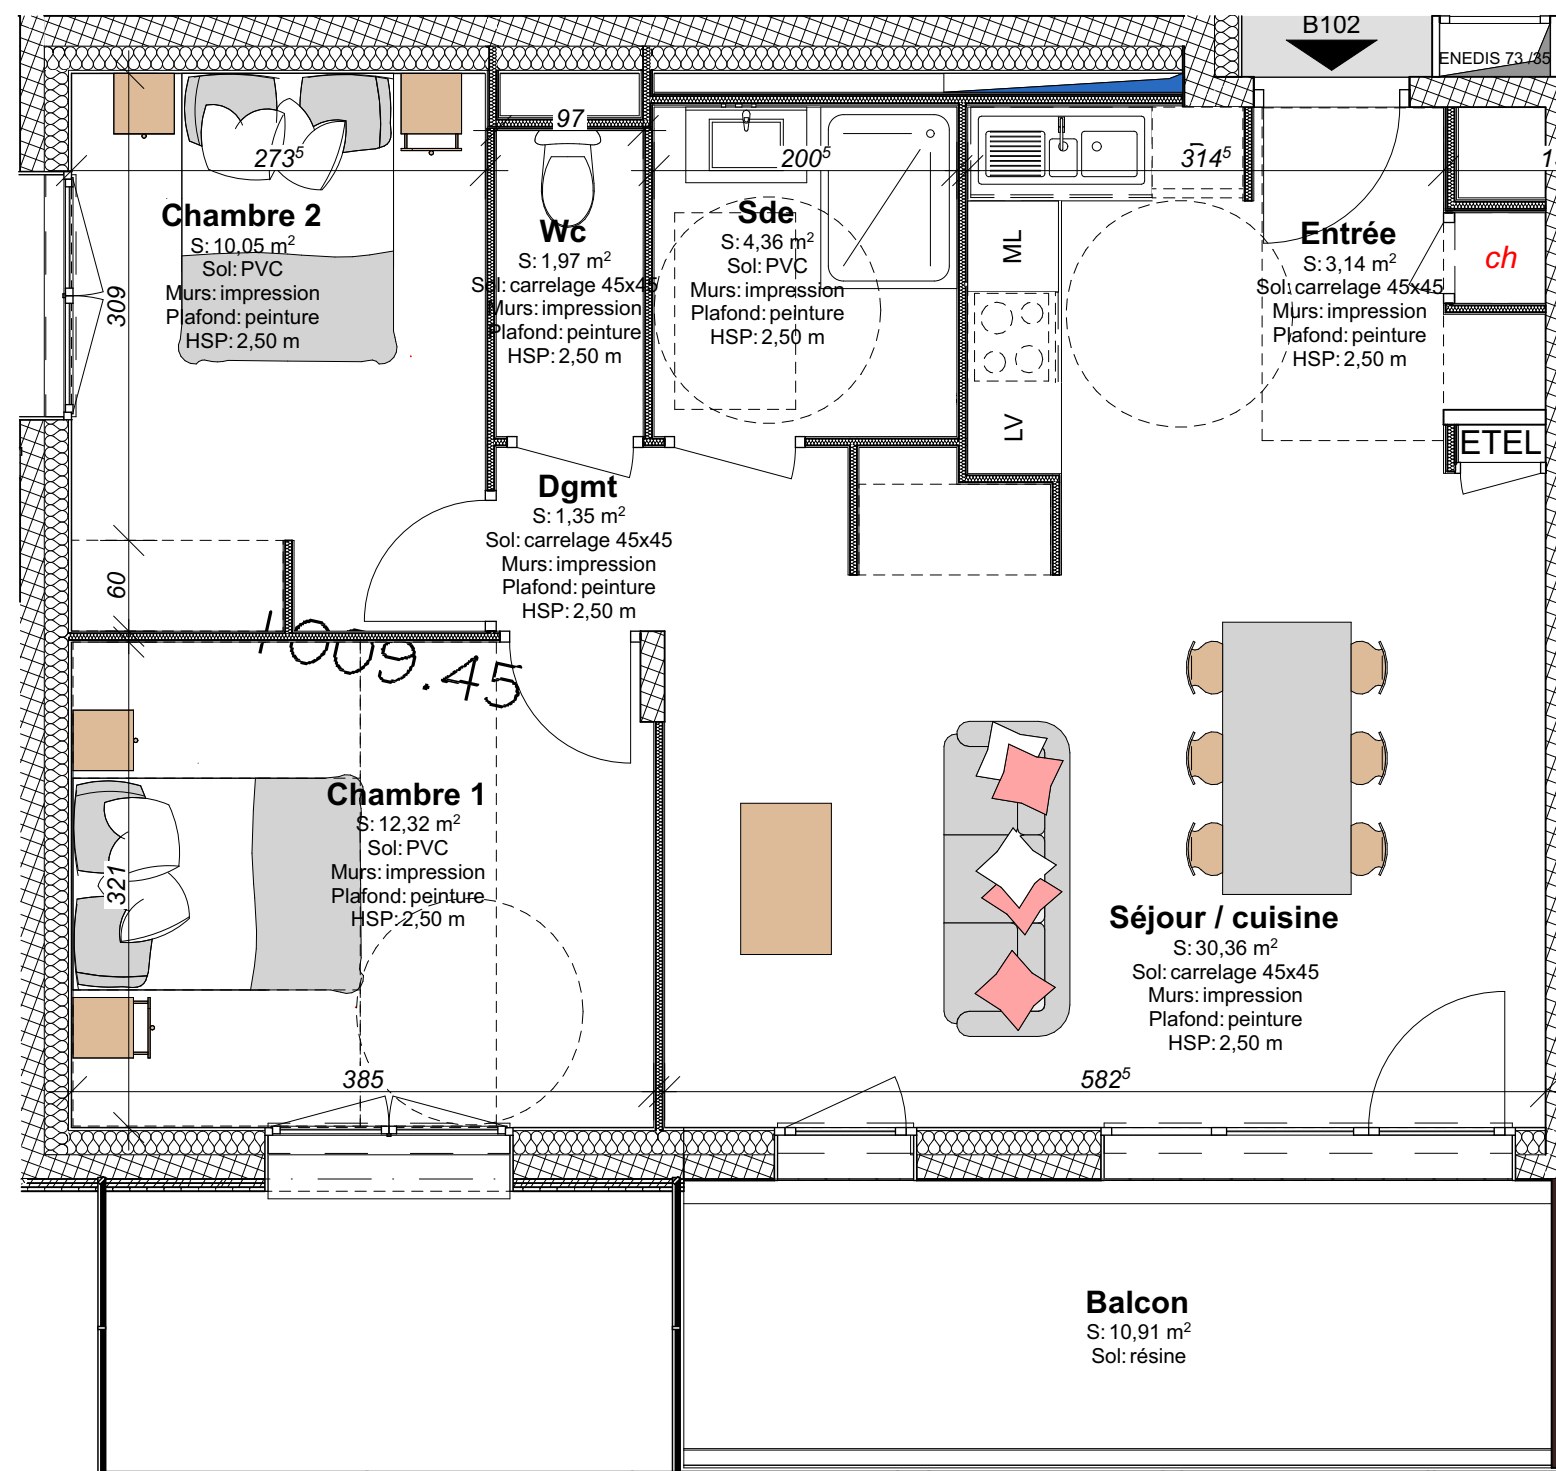 B102
ENEDIS 73 /35
97
273⁵
200⁵
314⁵
Chambre 2
S: 10,05 m²
Sol: PVC
Murs: impression
Plafond: peinture
HSP: 2,50 m
Wc
S: 1,97 m²
Sol: carrelage 45x45
Murs: impression
Plafond: peinture
HSP: 2,50 m
Sde
S: 4,36 m²
Sol: PVC
Murs: impression
Plafond: peinture
HSP: 2,50 m
ML
LV
Entrée
S: 3,14 m²
Sol: carrelage 45x45
Murs: impression
Plafond: peinture
HSP: 2,50 m
ch
ETEL
309
60
Dgmt
S: 1,35 m²
Sol: carrelage 45x45
Murs: impression
Plafond: peinture
HSP: 2,50 m
1009.45
Chambre 1
S: 12,32 m²
Sol: PVC
Murs: impression
Plafond: peinture
HSP: 2,50 m
321
385
Séjour / cuisine
S: 30,36 m²
Sol: carrelage 45x45
Murs: impression
Plafond: peinture
HSP: 2,50 m
582⁵
Balcon
S: 10,91 m²
Sol: résine